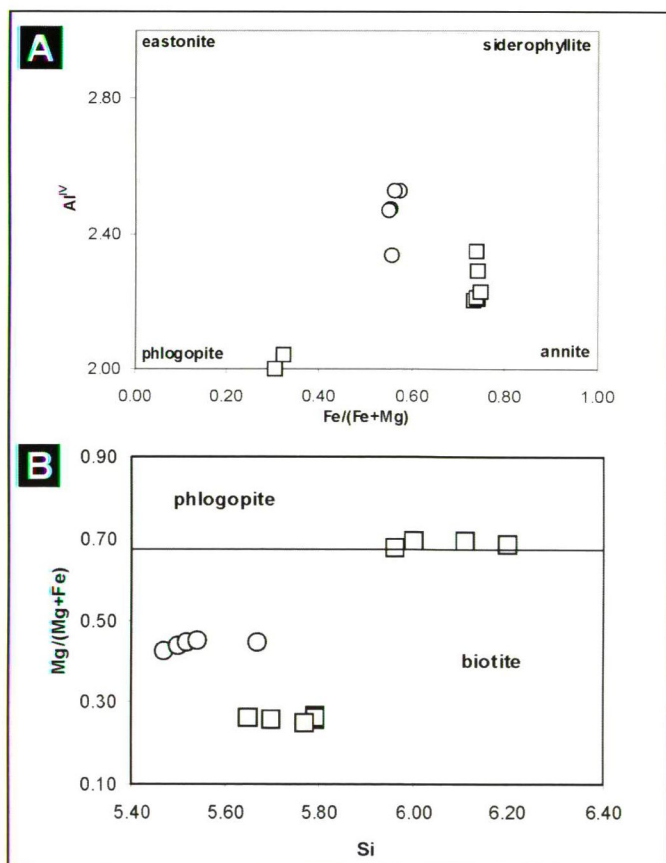 A
eastonite siderophyllite
2.80
Al^IV
2.40
phlogopite annite
2.00
0.00 0.20 0.40 0.60 0.80 1.00
Fe/(Fe+Mg)
B
0.90
phlogopite
0.70
Mg/(Mg+Fe)
0.50
biotite
0.30
0.10
5.40 5.60 5.80 6.00 6.20 6.40
Si